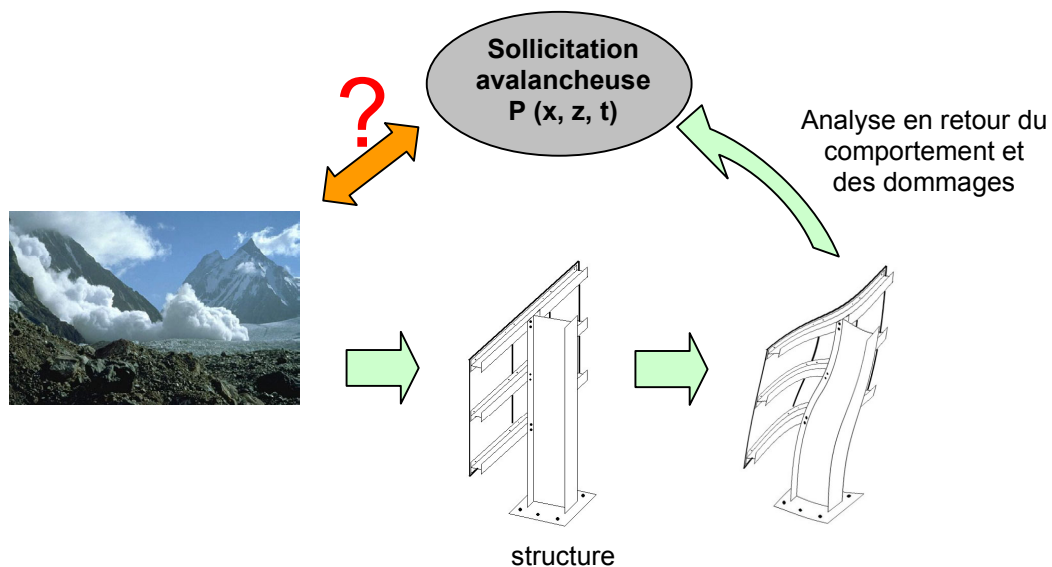 Sollicitation
avalancheuse
P (x, z, t)
?
Analyse en retour du
comportement et
des dommages
structure